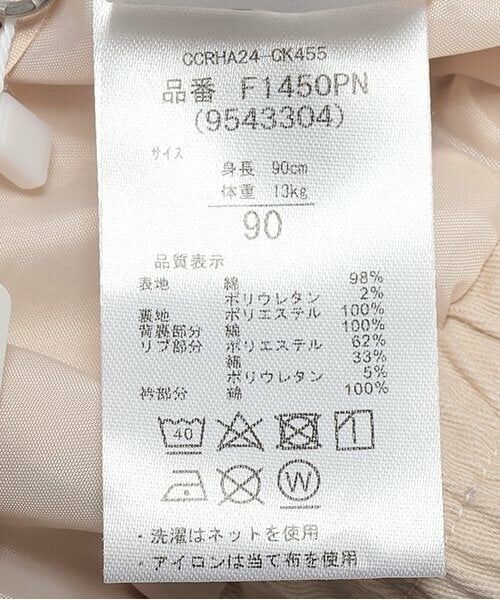 CCRHA24-CK455
品番 F1450PN
(9543304)
サイズ
身長 90cm
体重 13kg
90
品質表示
表地 綿 98%
ポリウレタン 2%
裏地 ポリエステル 100%
背裏部分 綿 100%
リブ部分 ポリエステル 62%
綿 33%
ポリウレタン 5%
衿部分 綿 100%
40
W
・洗濯はネットを使用
・アイロンは当て布を使用